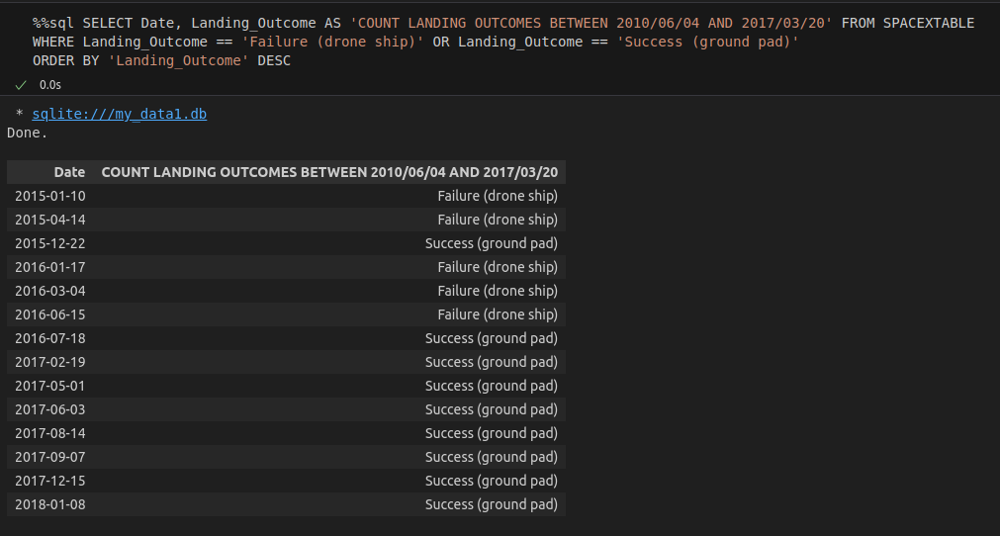 %%sql SELECT Date, Landing_Outcome AS 'COUNT LANDING OUTCOMES BETWEEN 2010/06/04 AND 2017/03/20' FROM SPACEXTABLE
WHERE Landing_Outcome == 'Failure (drone ship)' OR Landing_Outcome == 'Success (ground pad)'
ORDER BY 'Landing_Outcome' DESC
✓ 0.0s
* sqlite:///my_data1.db
Done.
Date COUNT LANDING OUTCOMES BETWEEN 2010/06/04 AND 2017/03/20
2015-01-10 Failure (drone ship)
2015-04-14 Failure (drone ship)
2015-12-22 Success (ground pad)
2016-01-17 Failure (drone ship)
2016-03-04 Failure (drone ship)
2016-06-15 Failure (drone ship)
2016-07-18 Success (ground pad)
2017-02-19 Success (ground pad)
2017-05-01 Success (ground pad)
2017-06-03 Success (ground pad)
2017-08-14 Success (ground pad)
2017-09-07 Success (ground pad)
2017-12-15 Success (ground pad)
2018-01-08 Success (ground pad)